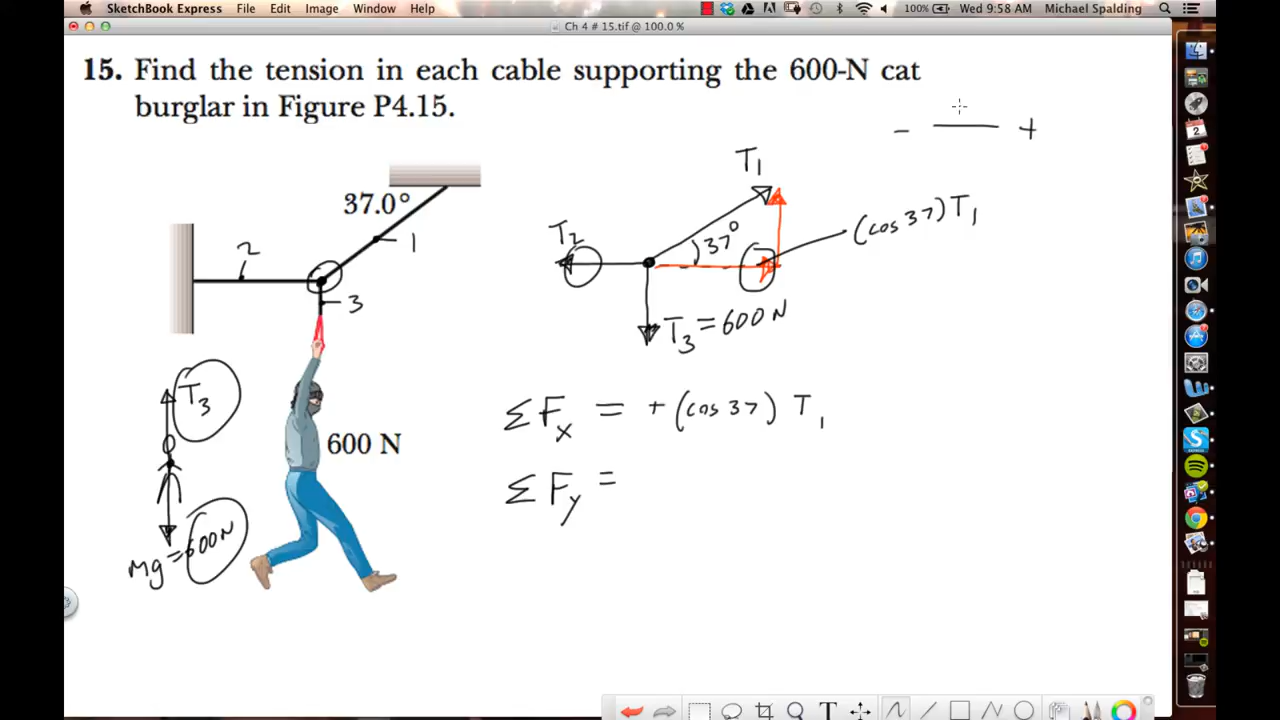 SketchBook Express File Edit Image Window Help 100% Wed 9:58 AM Michael Spalding
Ch 4 # 15.tif @ 100.0 %
15. Find the tension in each cable supporting the 600-N cat
burglar in Figure P4.15.
- +
T1
37.0°
(cos 37) T1
T2
37°
2
1
3
T3 = 600 N
T3
ΣFx = +(cos 37) T1
600 N
ΣFy =
mg=600N
T